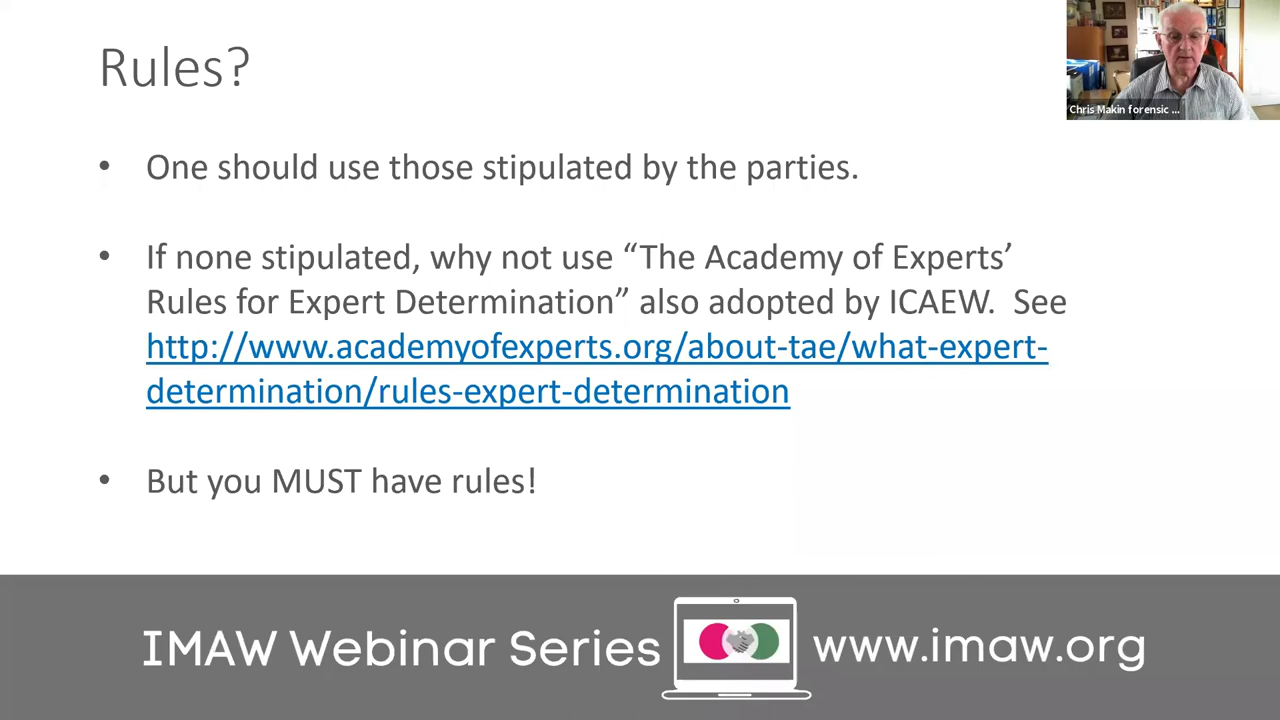 Rules?
Chris Makin forensic ...
• One should use those stipulated by the parties.
• If none stipulated, why not use “The Academy of Experts’
Rules for Expert Determination” also adopted by ICAEW.  See
http://www.academyofexperts.org/about-tae/what-expert-
determination/rules-expert-determination
• But you MUST have rules!
IMAW Webinar Series
www.imaw.org